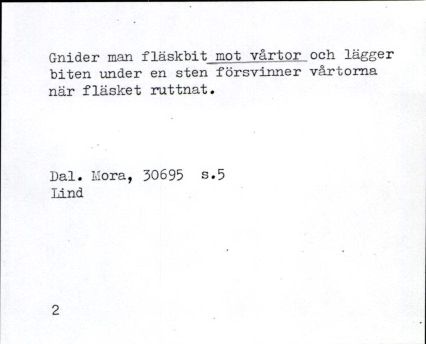 Gnider man fläskbit mot vårtor och lägger
biten under en sten försvinner vårtorna
när fläsket ruttnat.
Dal. Mora, 30695 s.5
Lind
2